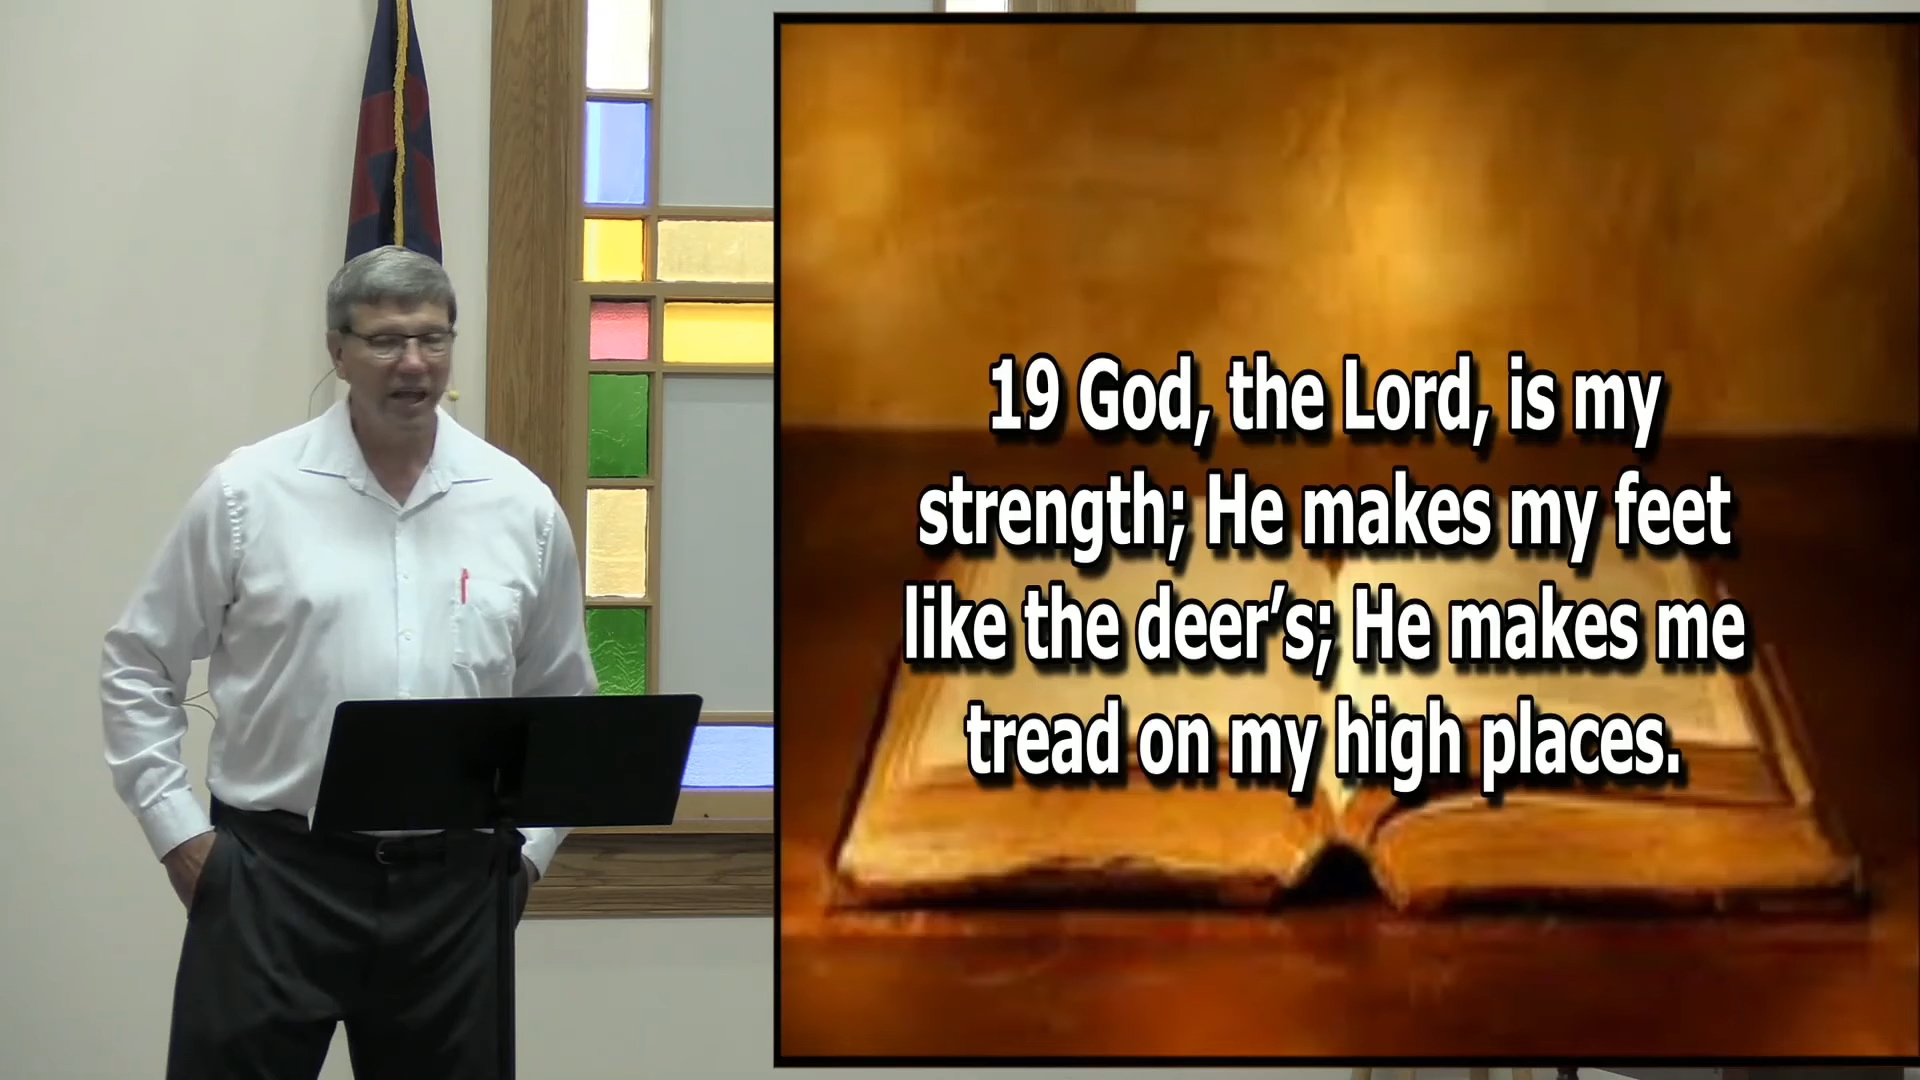 19 God, the Lord, is my
strength; He makes my feet
like the deer’s; He makes me
tread on my high places.